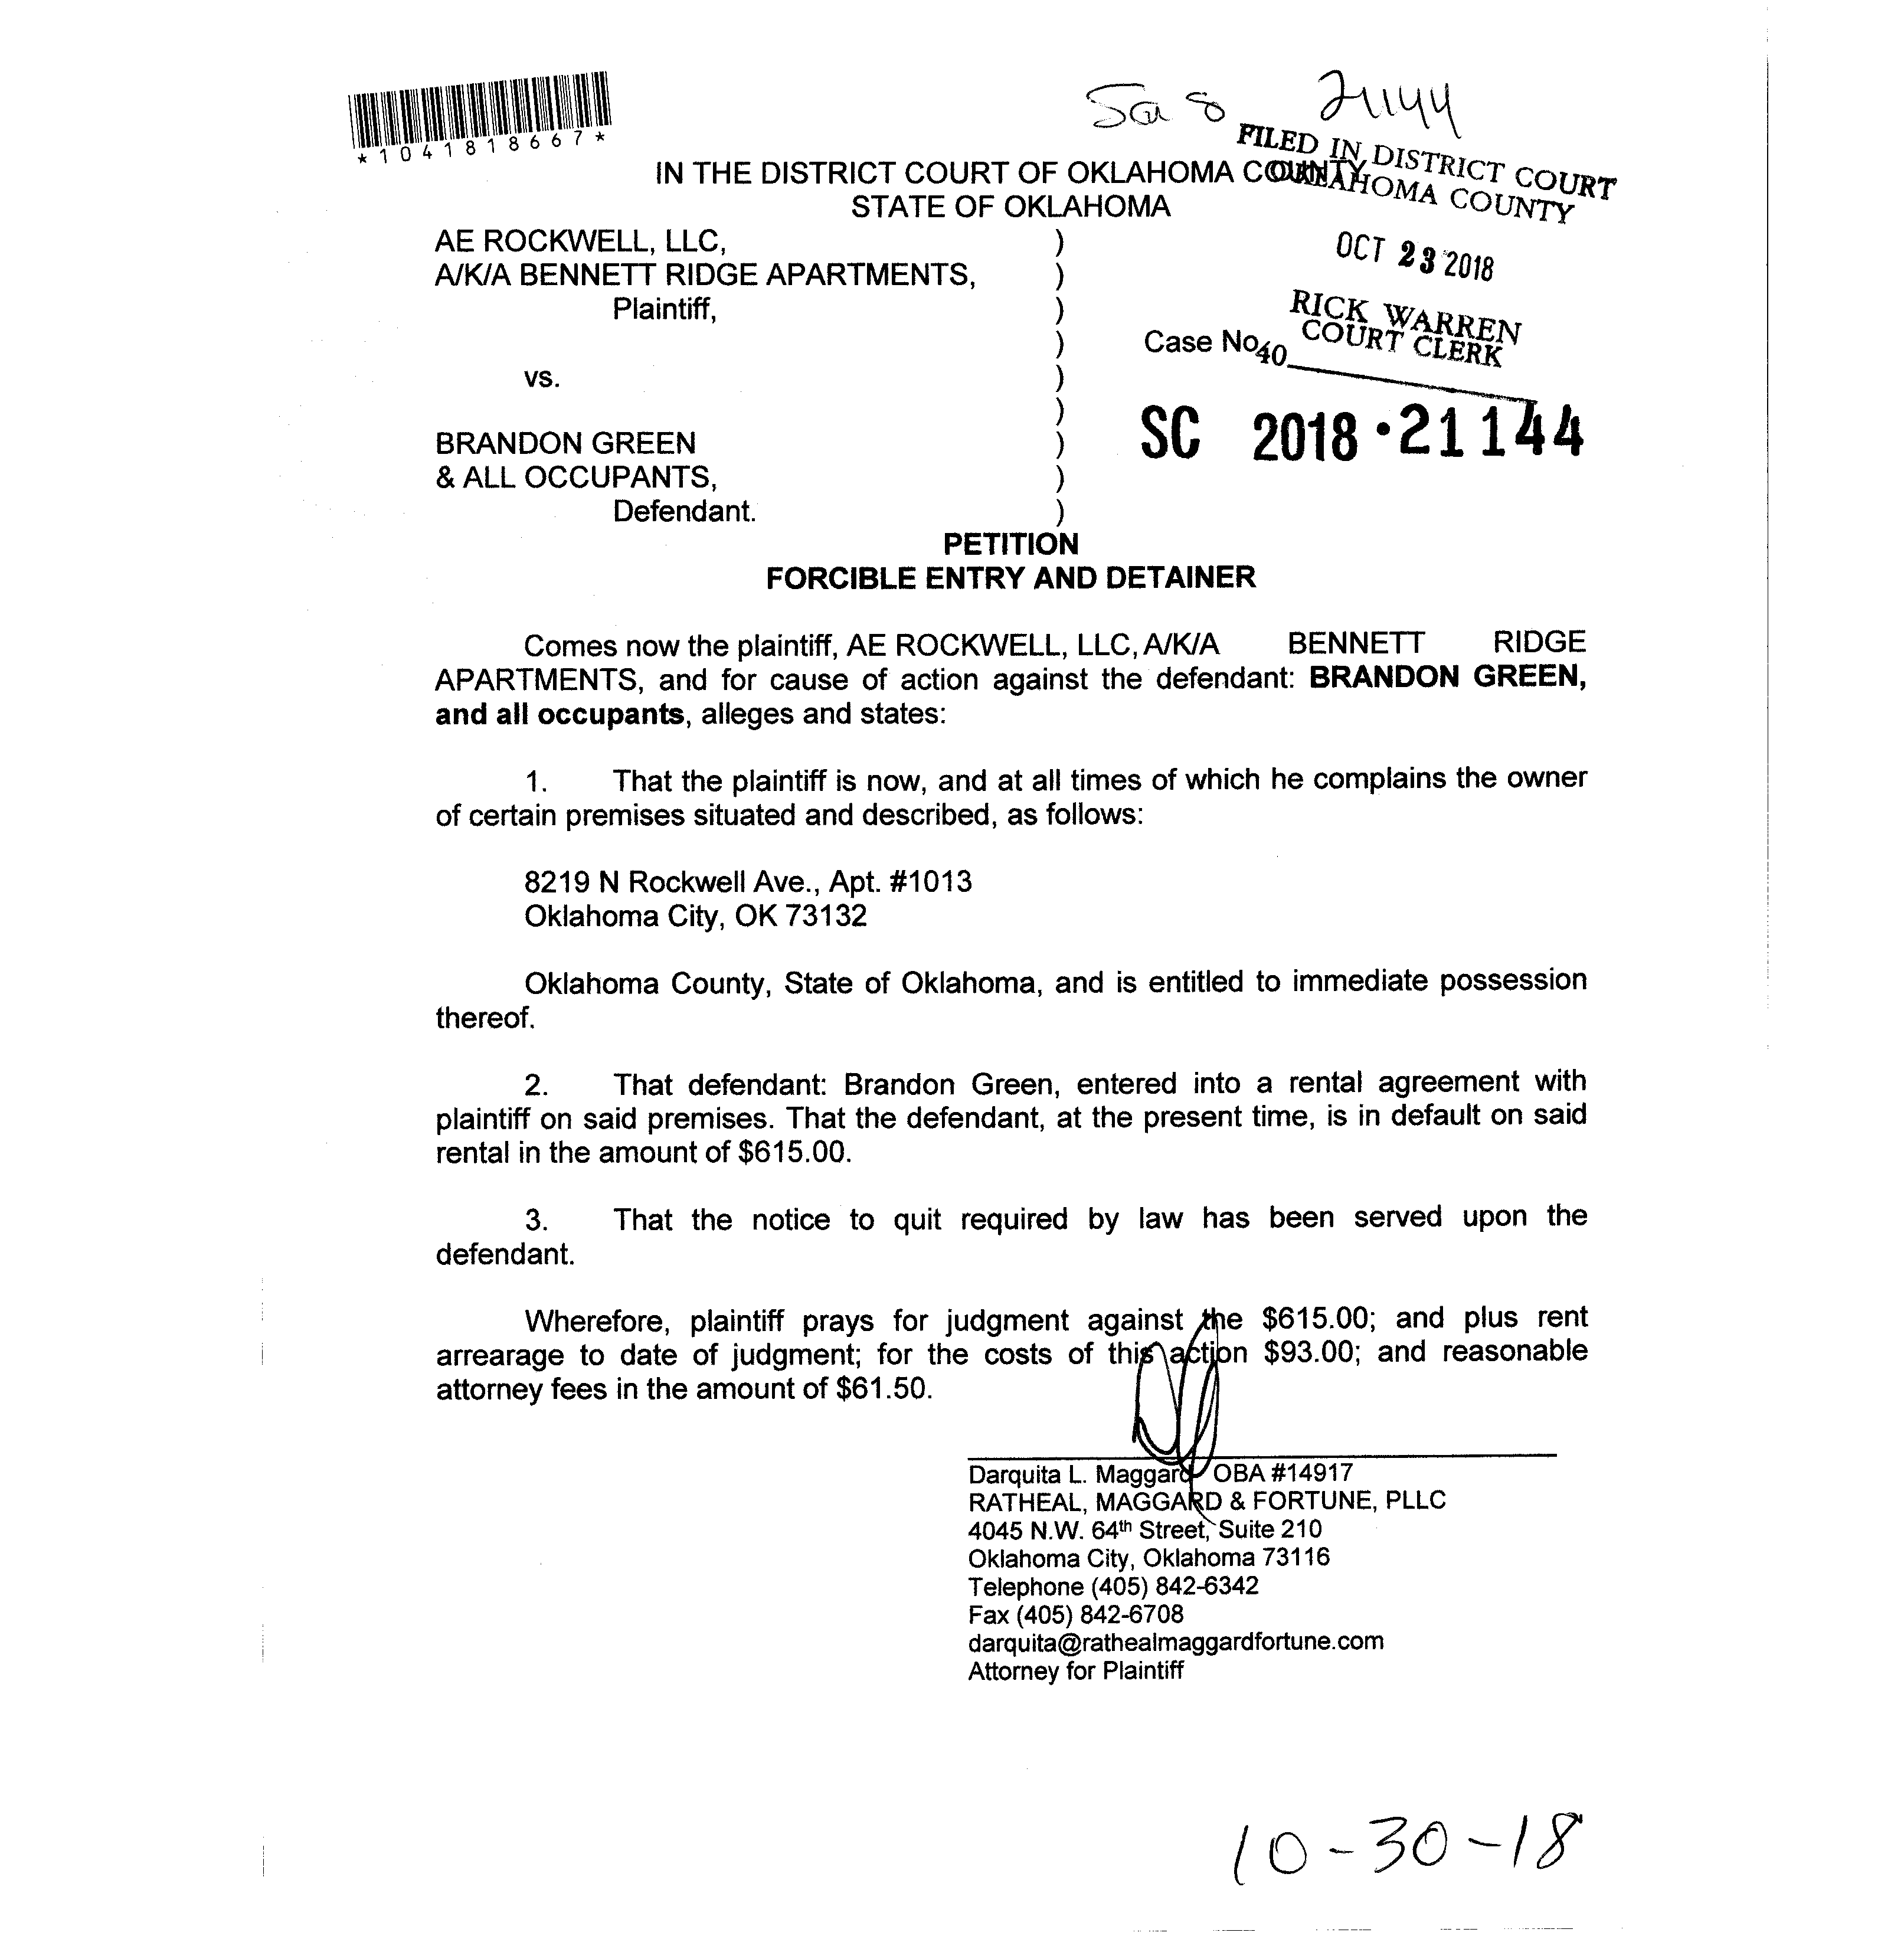 *1041818667*
21144
FILED IN DISTRICT COURT
OKLAHOMA COUNTY
IN THE DISTRICT COURT OF OKLAHOMA COUNTY
STATE OF OKLAHOMA
OCT 23 2018
RICK WARREN
COURT CLERK
40
AE ROCKWELL, LLC, )
A/K/A BENNETT RIDGE APARTMENTS, )
Plaintiff, )
) Case No.
vs. )
)
BRANDON GREEN ) SC 2018 • 21144
& ALL OCCUPANTS, )
Defendant. )
PETITION
FORCIBLE ENTRY AND DETAINER
Comes now the plaintiff, AE ROCKWELL, LLC, A/K/A BENNETT RIDGE
APARTMENTS, and for cause of action against the defendant: BRANDON GREEN,
and all occupants, alleges and states:
1. That the plaintiff is now, and at all times of which he complains the owner
of certain premises situated and described, as follows:
8219 N Rockwell Ave., Apt. #1013
Oklahoma City, OK 73132
Oklahoma County, State of Oklahoma, and is entitled to immediate possession
thereof.
2. That defendant: Brandon Green, entered into a rental agreement with
plaintiff on said premises. That the defendant, at the present time, is in default on said
rental in the amount of $615.00.
3. That the notice to quit required by law has been served upon the
defendant.
Wherefore, plaintiff prays for judgment against the $615.00; and plus rent
arrearage to date of judgment; for the costs of this action $93.00; and reasonable
attorney fees in the amount of $61.50.
Darquita L. Maggard OBA #14917
RATHEAL, MAGGARD & FORTUNE, PLLC
4045 N.W. 64th Street, Suite 210
Oklahoma City, Oklahoma 73116
Telephone (405) 842-6342
Fax (405) 842-6708
darquita@rathealmaggardfortune.com
Attorney for Plaintiff
10-30-18